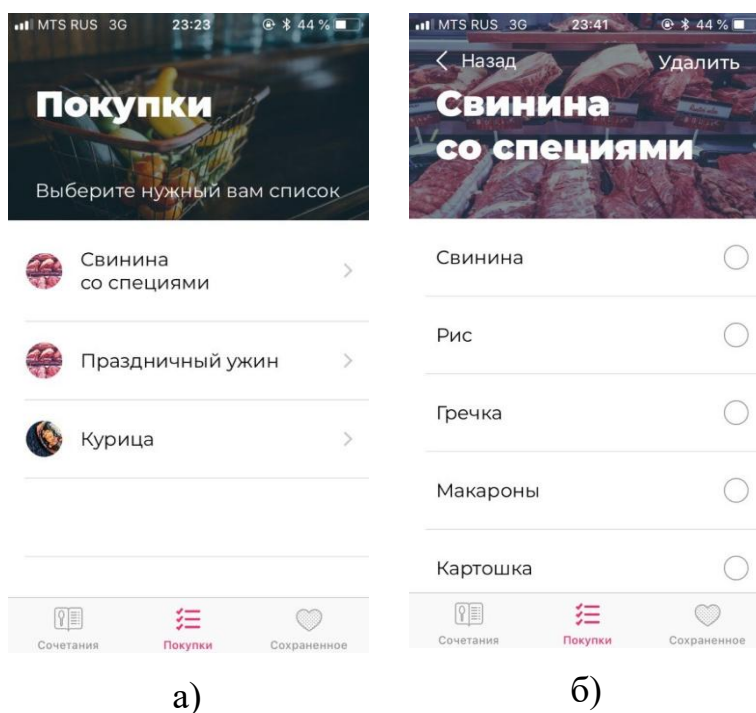 MTS RUS 3G 23:23 44 %
Покупки
Выберите нужный вам список
Свинина
со специями
Праздничный ужин
Курица
Сочетания Покупки Сохраненное
а)
MTS RUS 3G 23:41 44 %
Назад Удалить
Свинина
со специями
Свинина
Рис
Гречка
Макароны
Картошка
Сочетания Покупки Сохраненное
б)